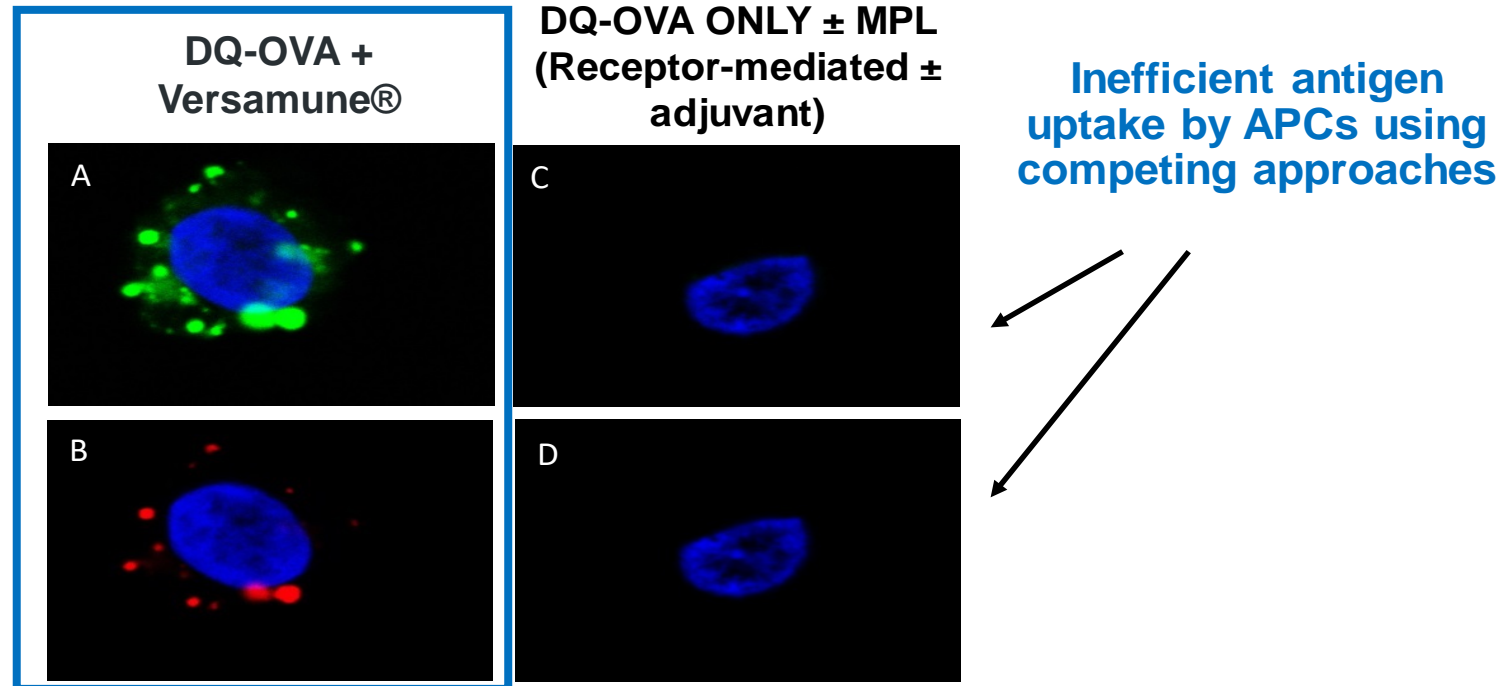 DQ-OVA +
Versamune®
DQ-OVA ONLY ± MPL
(Receptor-mediated ±
adjuvant)
Inefficient antigen
uptake by APCs using
competing approaches
A
C
B
D